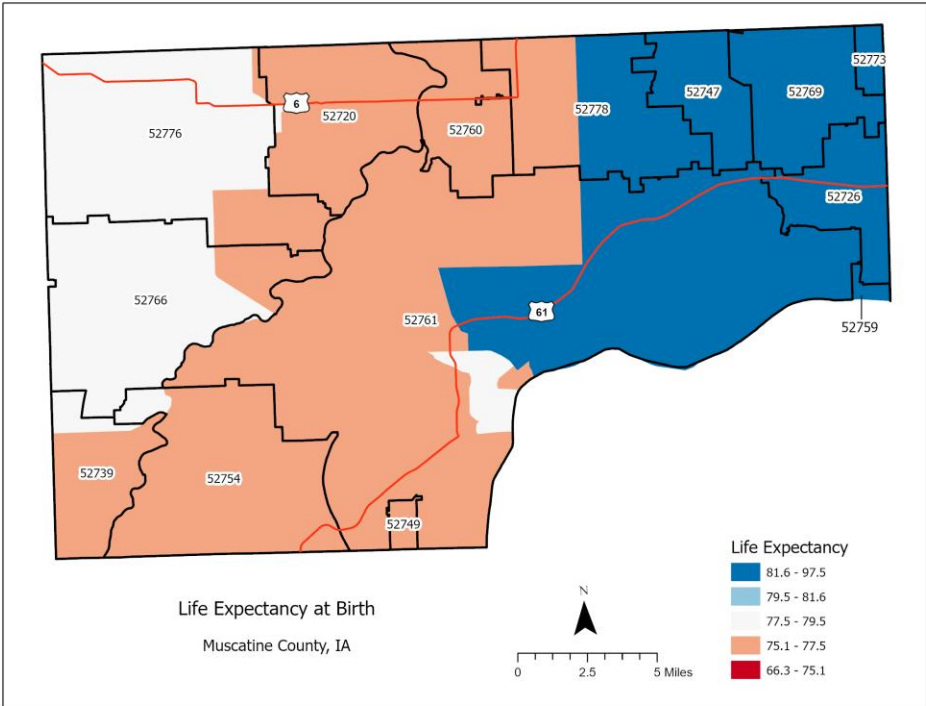 52773
52747
52769
52778
6
52720
52760
52776
52726
52766
52761
61
52759
52739
52754
52749
Life Expectancy
81.6 - 97.5
79.5 - 81.6
77.5 - 79.5
75.1 - 77.5
66.3 - 75.1
Life Expectancy at Birth
Muscatine County, IA
N
0 2.5 5 Miles